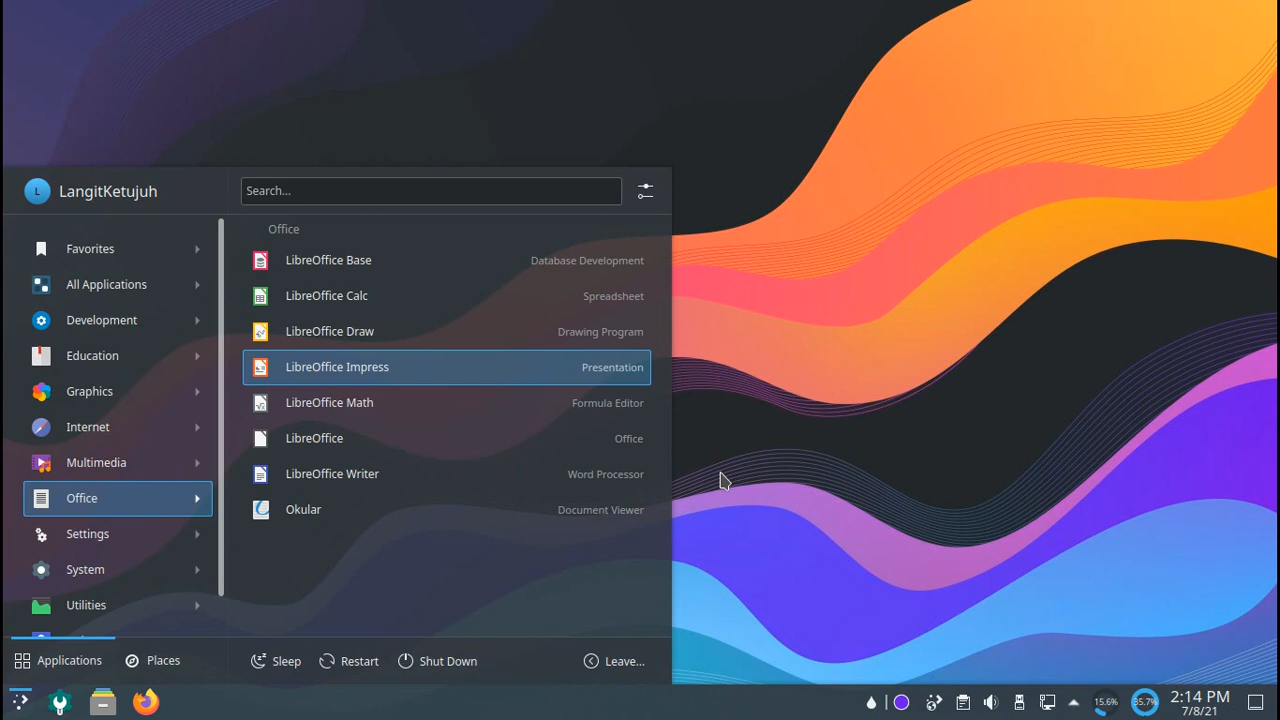 L LangitKetujuh
Search...
Favorites
All Applications
Development
Education
Graphics
Internet
Multimedia
Office
Settings
System
Utilities
Office
LibreOffice Base Database Development
LibreOffice Calc Spreadsheet
LibreOffice Draw Drawing Program
LibreOffice Impress Presentation
LibreOffice Math Formula Editor
LibreOffice Office
LibreOffice Writer Word Processor
Okular Document Viewer
Applications Places Sleep Restart Shut Down Leave...
15.6% 35.7% 2:14 PM
7/8/21